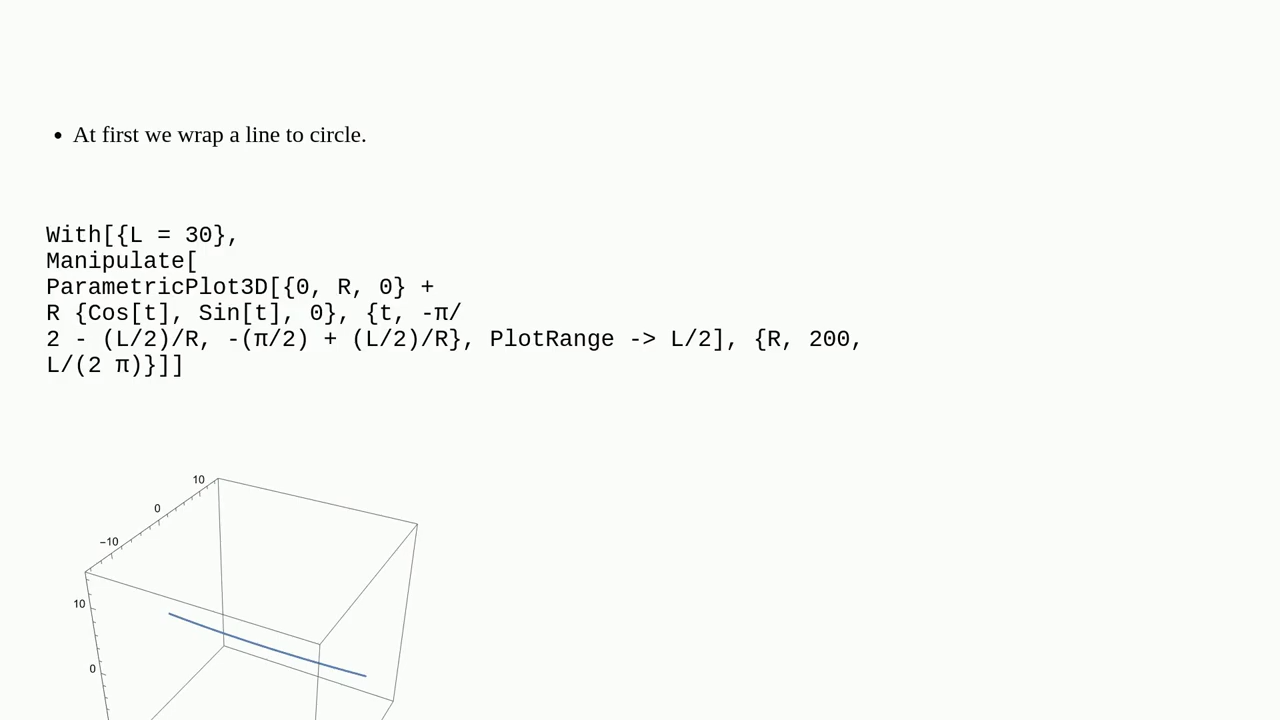 • At first we wrap a line to circle.
With[{L = 30},
Manipulate[
ParametricPlot3D[{0, R, 0} +
R {Cos[t], Sin[t], 0}, {t, -π/
2 - (L/2)/R, -(π/2) + (L/2)/R}, PlotRange -> L/2], {R, 200,
L/(2 π)}]]
10
0
−10
10
0